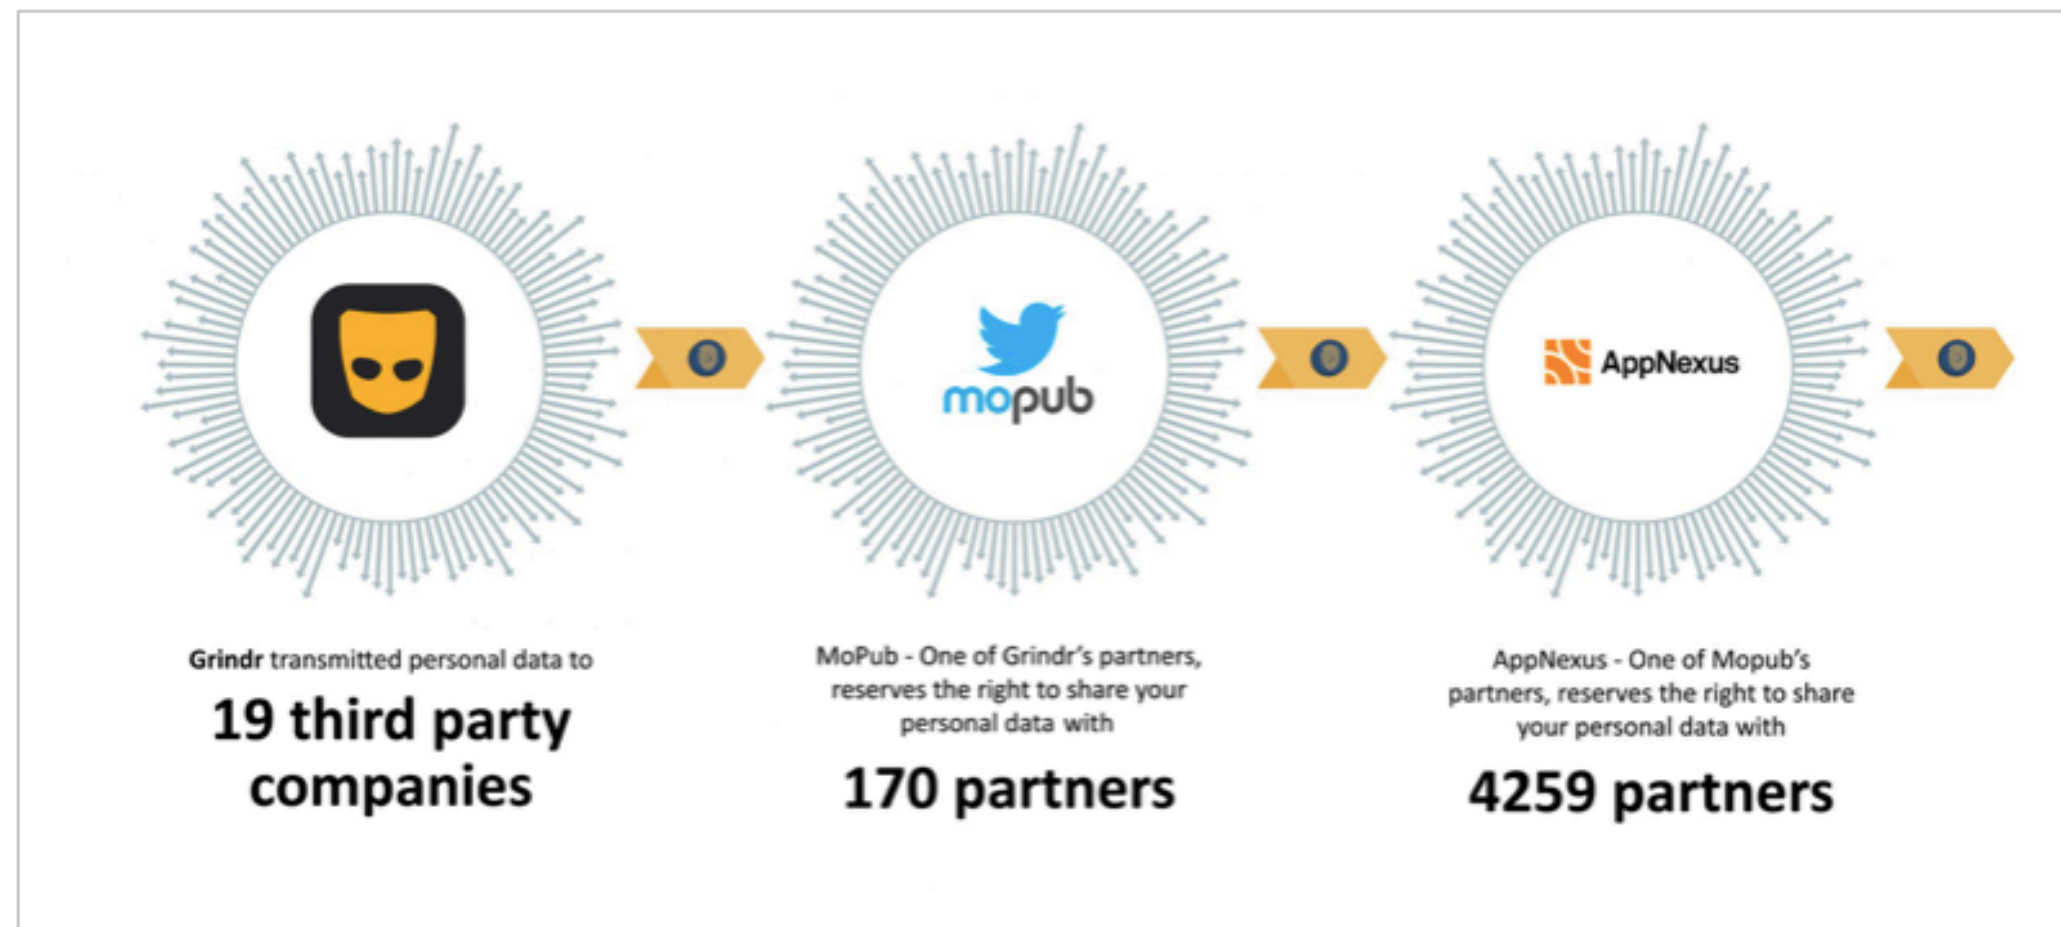 mopub
AppNexus
Grindr transmitted personal data to
19 third party
companies
MoPub - One of Grindr's partners,
reserves the right to share your
personal data with
170 partners
AppNexus - One of Mopub's
partners, reserves the right to share
your personal data with
4259 partners